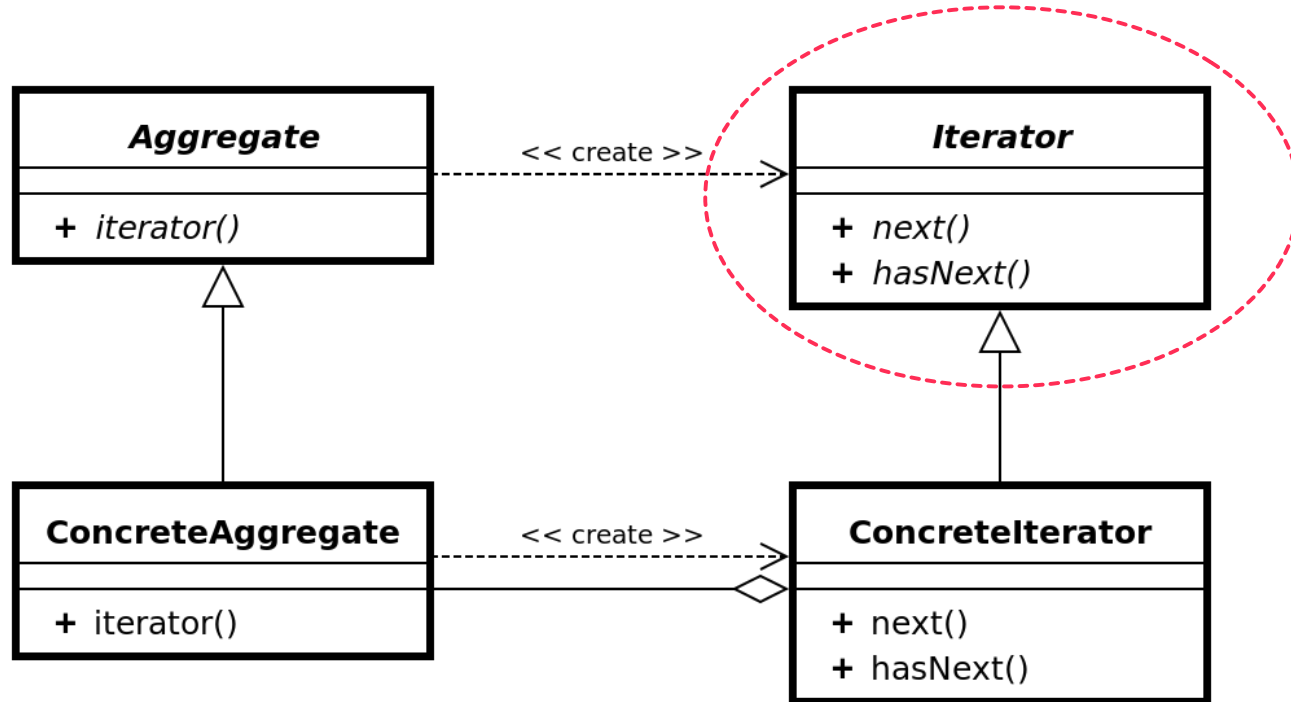 Aggregate
+ iterator()
<< create >>
Iterator
+ next()
+ hasNext()
ConcreteAggregate
+ iterator()
<< create >>
ConcreteIterator
+ next()
+ hasNext()